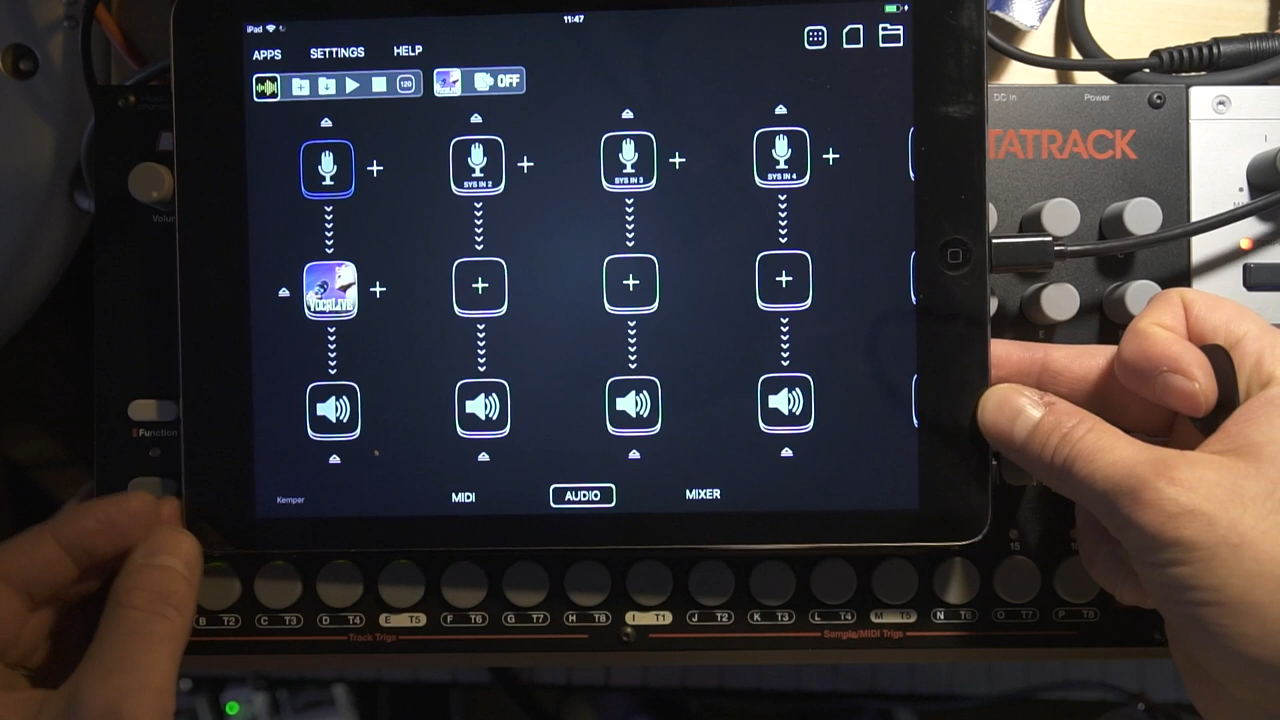 iPad 11:47
APPS SETTINGS HELP
120 OFF
DC In Power
TATRACK
SYS IN 2 SYS IN 3 SYS IN 4
VOCALIVE
Function
Kemper MIDI AUDIO MIXER
15
B T2 C T3 D T4 E T5 F T6 G T7 H T8 I T1 J T2 K T3 L T4 M T5 N T6 O T7 P T8
Track Trigs Sample/MIDI Trigs